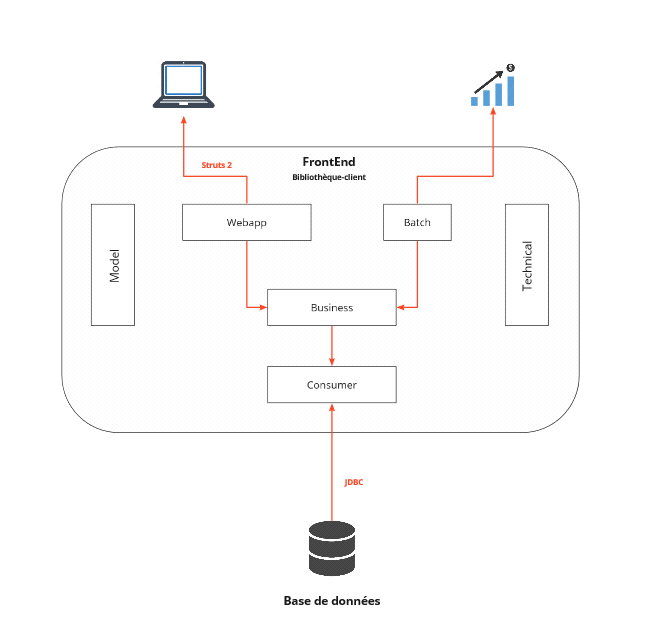 Struts 2
FrontEnd
Bibliothèque-client
Webapp
Batch
Model
Technical
Business
Consumer
JDBC
Base de données